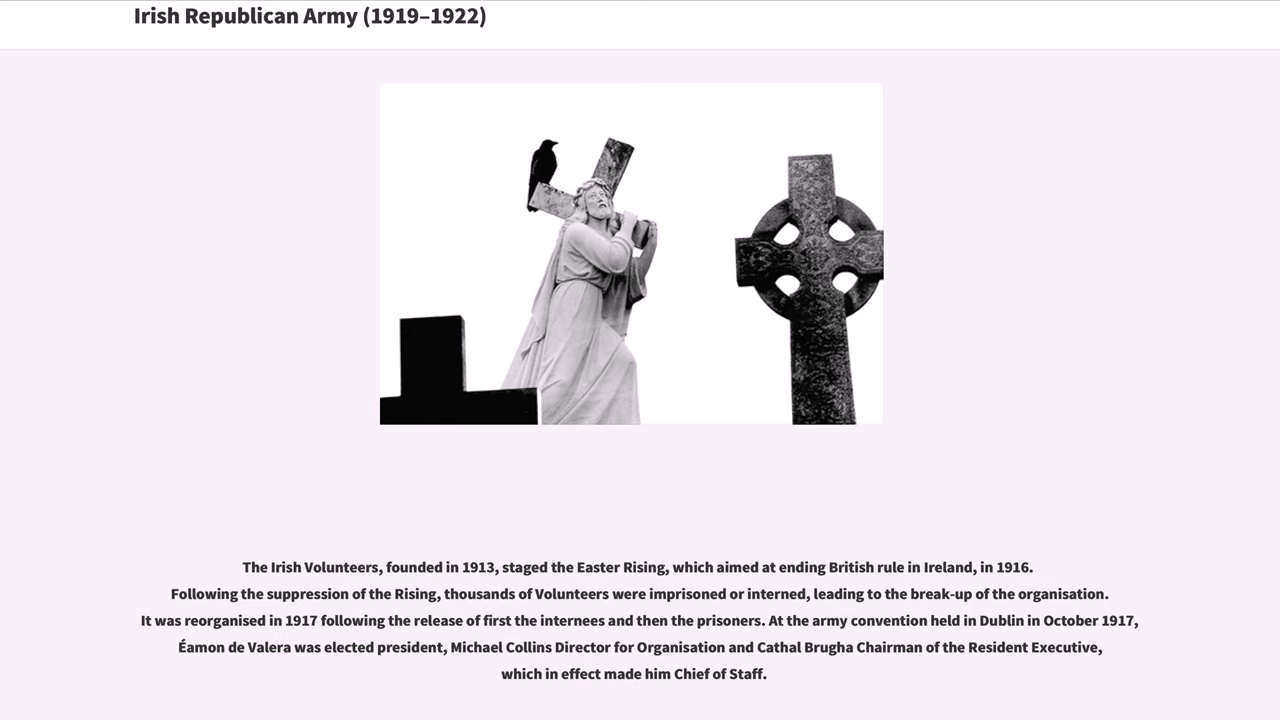 Irish Republican Army (1919–1922)
The Irish Volunteers, founded in 1913, staged the Easter Rising, which aimed at ending British rule in Ireland, in 1916.
Following the suppression of the Rising, thousands of Volunteers were imprisoned or interned, leading to the break-up of the organisation.
It was reorganised in 1917 following the release of first the internees and then the prisoners. At the army convention held in Dublin in October 1917,
Éamon de Valera was elected president, Michael Collins Director for Organisation and Cathal Brugha Chairman of the Resident Executive,
which in effect made him Chief of Staff.